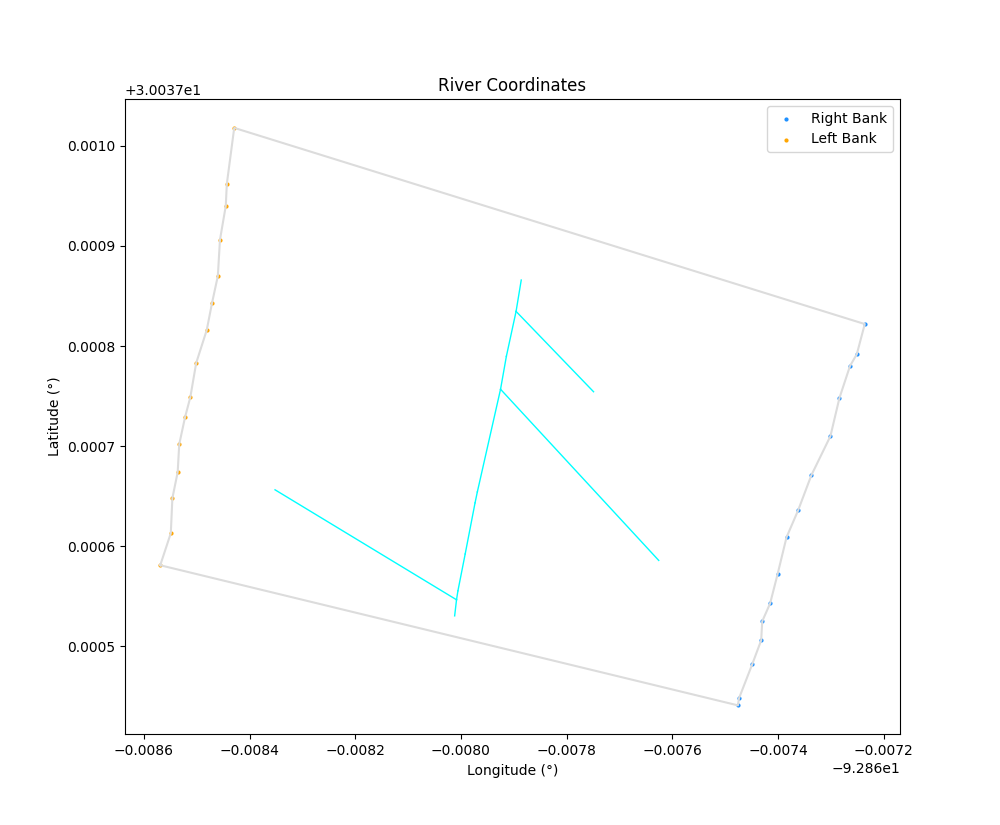 River Coordinates
+3.0037e1
Right Bank
Left Bank
0.0010
0.0009
0.0008
0.0007
0.0006
0.0005
Latitude (°)
−0.0086 −0.0084 −0.0082 −0.0080 −0.0078 −0.0076 −0.0074 −0.0072
Longitude (°)
−9.286e1